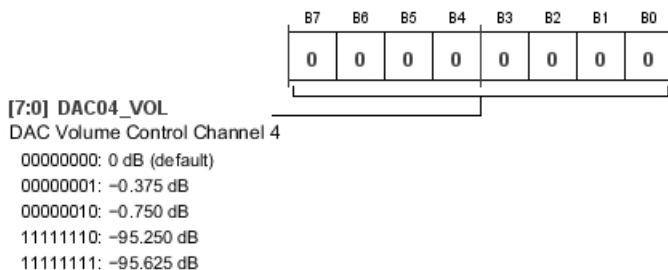 B7 B6 B5 B4 B3 B2 B1 B0
0 0 0 0 0 0 0 0
[7:0] DAC04_VOL
DAC Volume Control Channel 4
00000000: 0 dB (default)
00000001: −0.375 dB
00000010: −0.750 dB
11111110: −95.250 dB
11111111: −95.625 dB